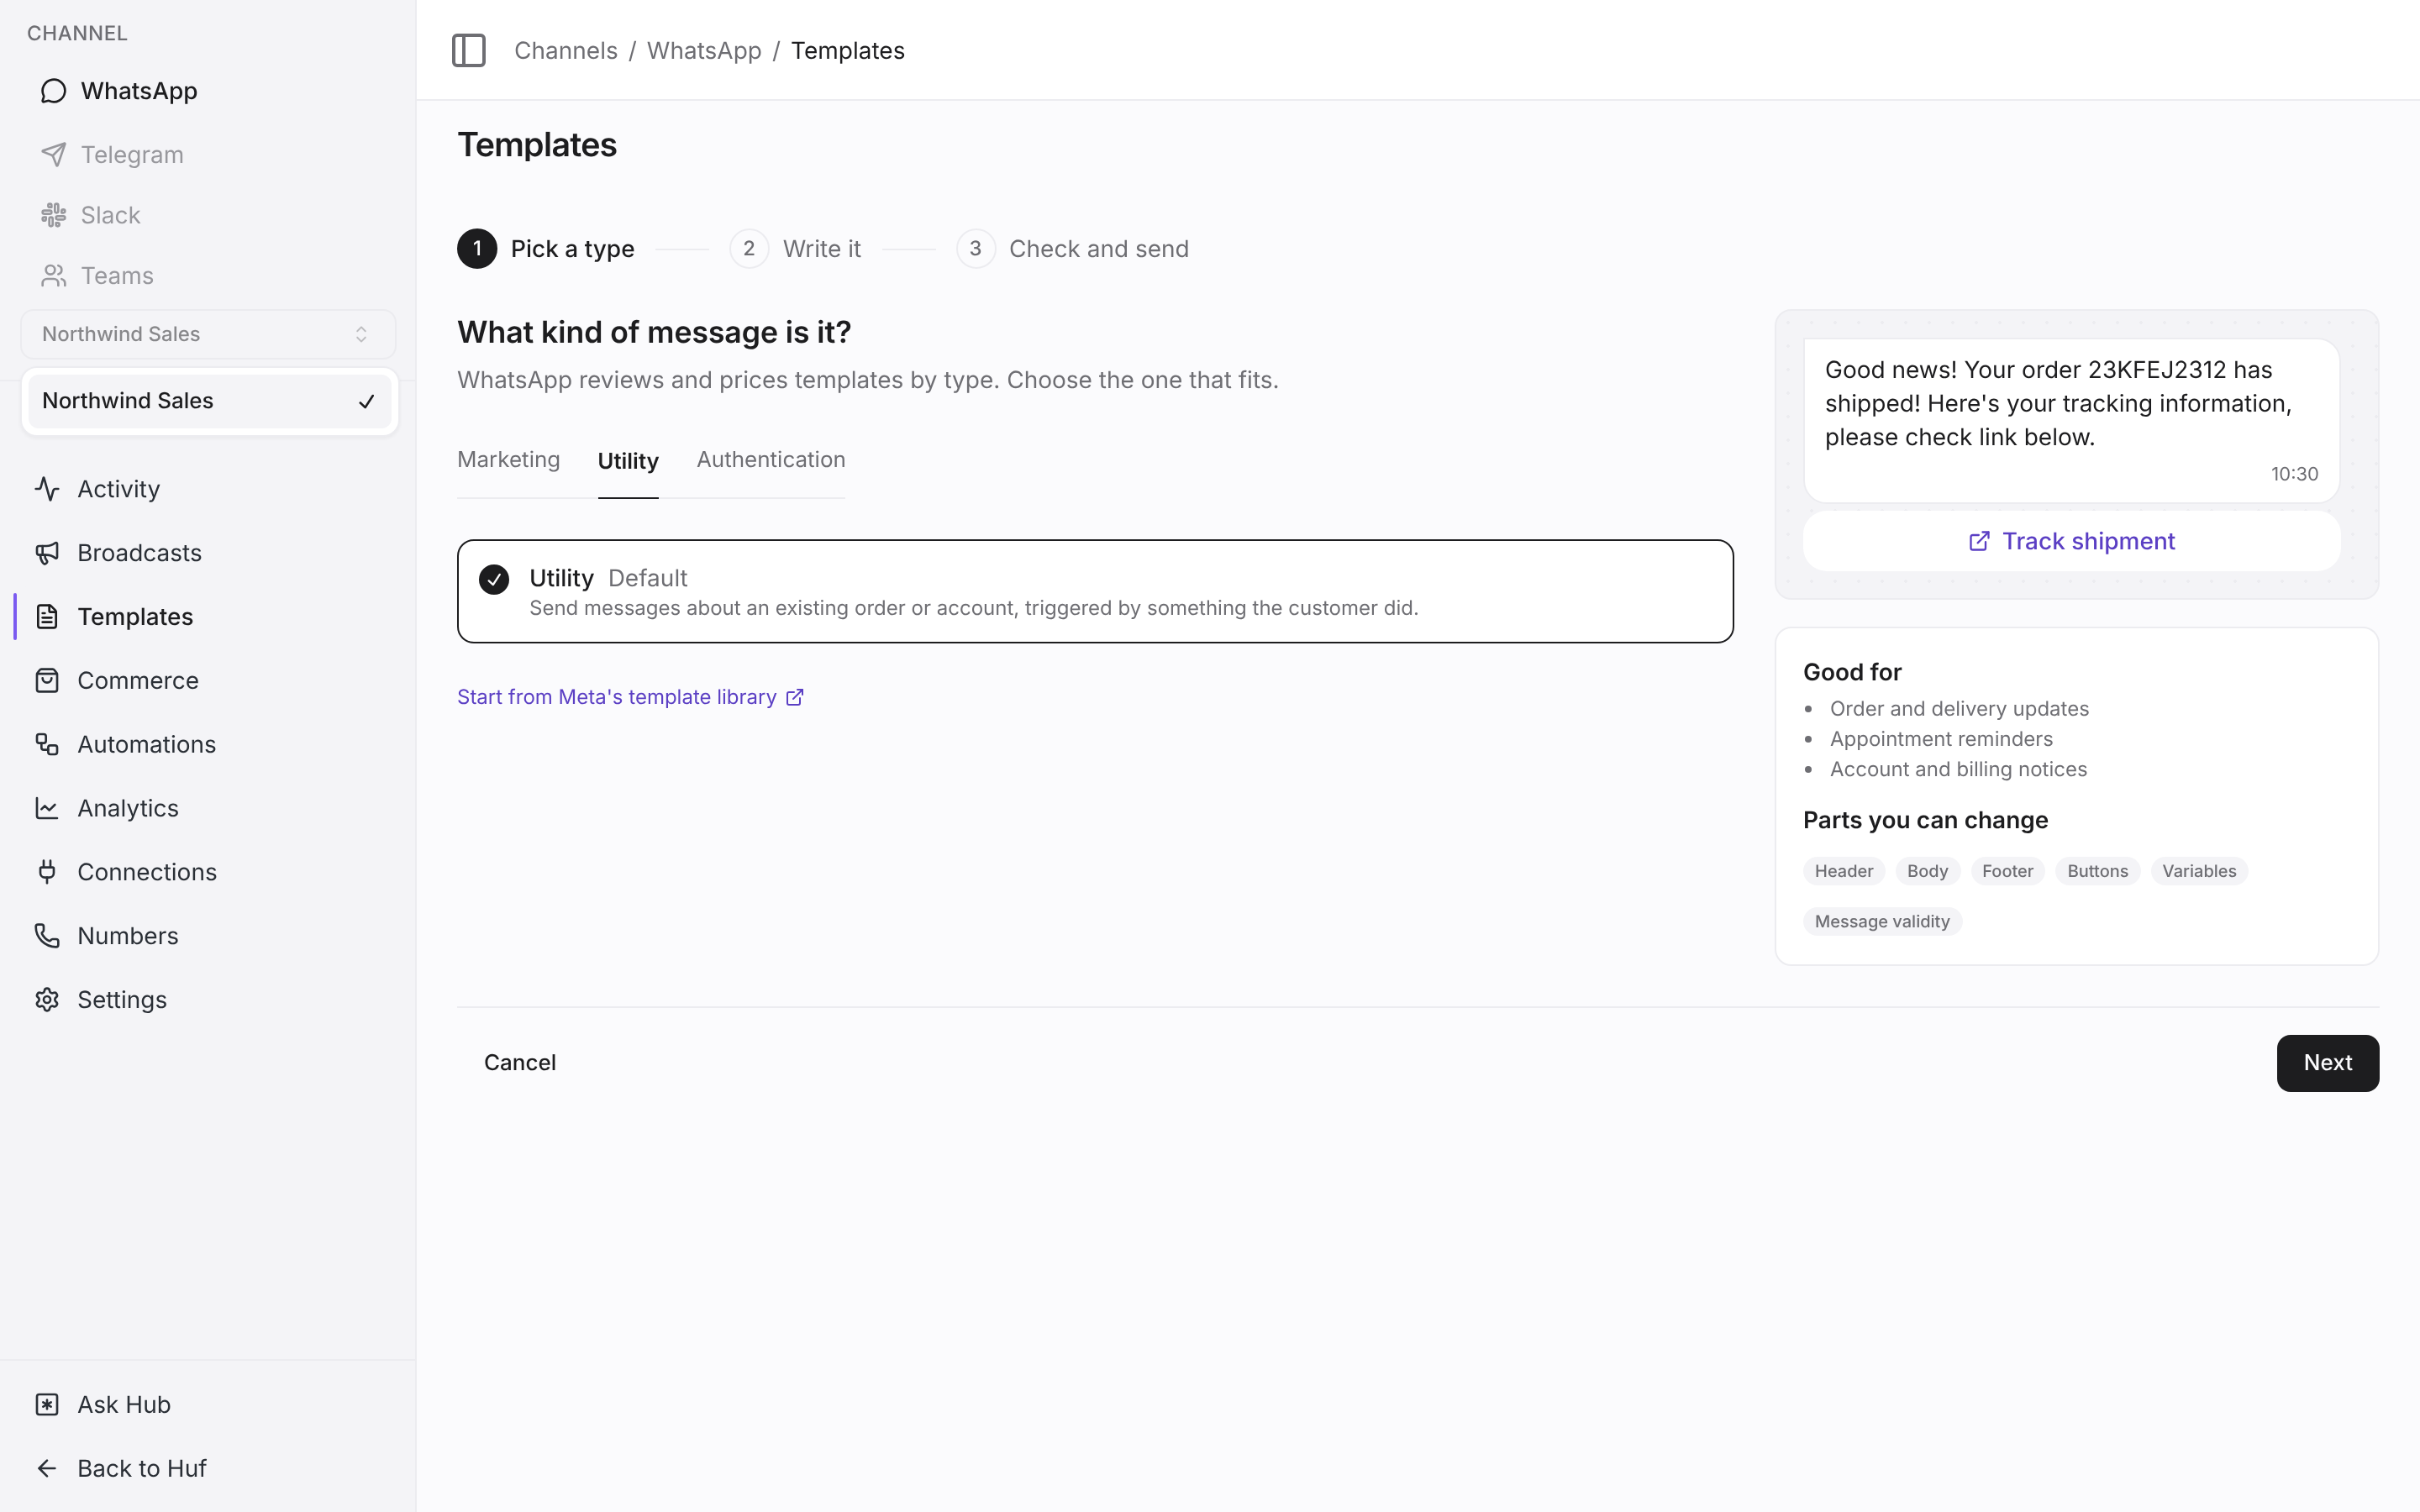 CHANNEL
WhatsApp
Telegram
Slack
Teams
Northwind Sales
Northwind Sales
Activity
Broadcasts
Templates
Commerce
Automations
Analytics
Connections
Numbers
Settings
Ask Hub
Back to Huf
Channels / WhatsApp / Templates
Templates
1 Pick a type 2 Write it 3 Check and send
What kind of message is it?
WhatsApp reviews and prices templates by type. Choose the one that fits.
Marketing Utility Authentication
Utility Default
Send messages about an existing order or account, triggered by something the customer did.
Start from Meta's template library
Good news! Your order 23KFEJ2312 has
shipped! Here's your tracking information,
please check link below.
10:30
Track shipment
Good for
• Order and delivery updates
• Appointment reminders
• Account and billing notices
Parts you can change
Header Body Footer Buttons Variables
Message validity
Cancel
Next